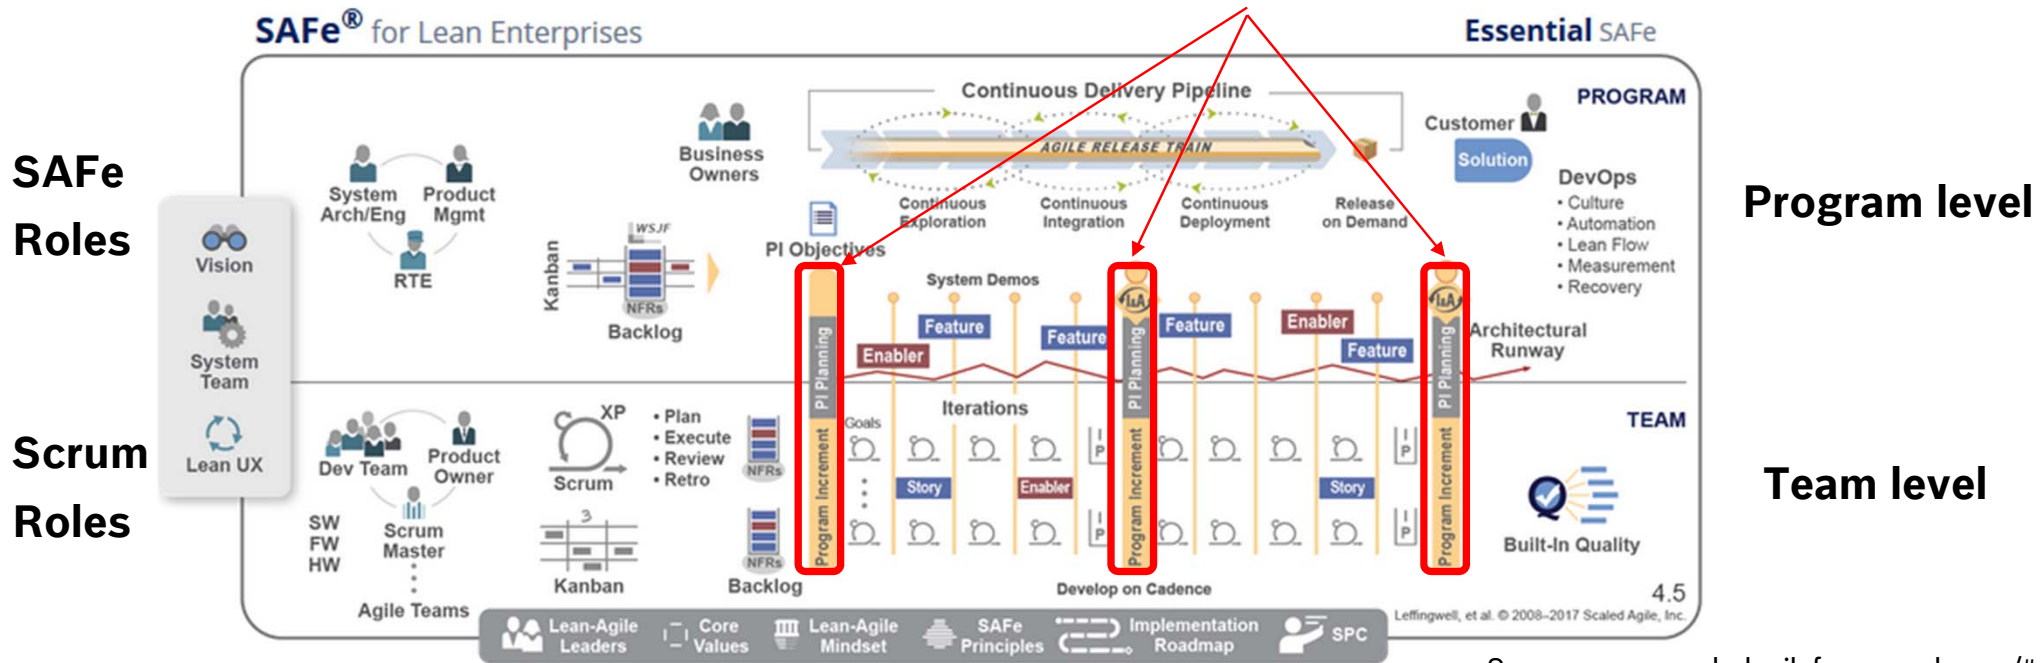 SAFe® for Lean Enterprises
Essential SAFe
SAFe
Roles
Scrum
Roles
Program level
Team level
Vision
System
Team
Lean UX
PROGRAM
System
Arch/Eng
Product
Mgmt
RTE
Business
Owners
Kanban
WSJF
NFRs
Backlog
PI Objectives
Continuous Delivery Pipeline
AGILE RELEASE TRAIN
Continuous
Exploration
Continuous
Integration
Continuous
Deployment
Release
on Demand
Customer
Solution
DevOps
• Culture
• Automation
• Lean Flow
• Measurement
• Recovery
System Demos
Enabler
Feature
Feature
Feature
Enabler
Feature
I&A
I&A
PI Planning
PI Planning
PI Planning
Architectural
Runway
TEAM
Dev Team
Product
Owner
Scrum
Master
SW
FW
HW
Agile Teams
XP
Scrum
• Plan
• Execute
• Review
• Retro
3
Kanban
NFRs
NFRs
Backlog
Program Increment
Program Increment
Program Increment
Iterations
Goals
Story
Enabler
Story
I P
I P
I P
I P
Develop on Cadence
Built-In Quality
4.5
Leffingwell, et al. © 2008–2017 Scaled Agile, Inc.
Lean-Agile
Leaders
Core
Values
Lean-Agile
Mindset
SAFe
Principles
Implementation
Roadmap
SPC